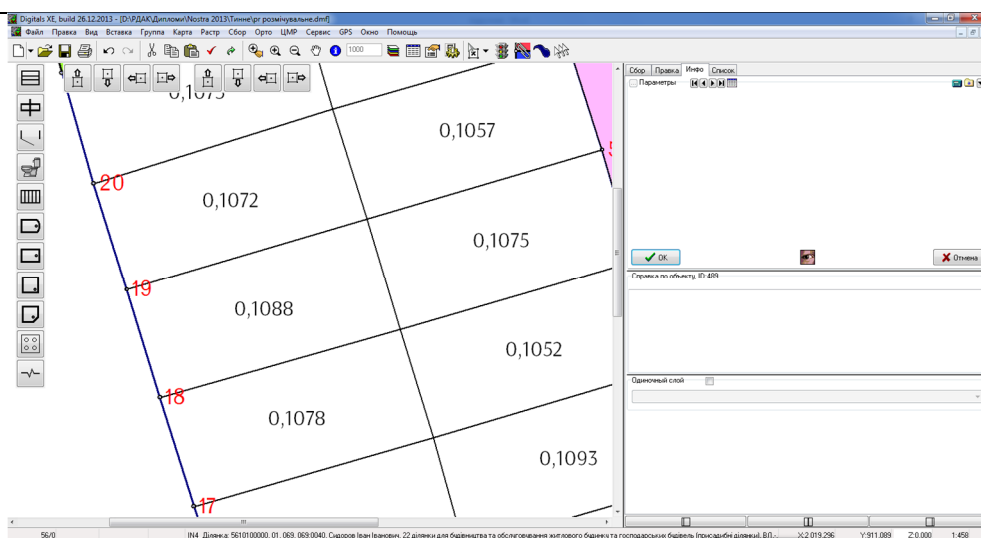 Digitals XE, build 26.12.2013 - [D:\РДАК\Дипломи\Nostra 2013\Тинне\pr розмічувальне.dmf]
Файл Правка Вид Вставка Группа Карта Растр Сбор Орто ЦМР Сервис GPS Окно Помощь
1000
Сбор Правка Инфо Список
Параметры
0,1057
20
0,1072
0,1075
OK Отмена
Справка по объекту, ID:489
19
0,1088
0,1052
Одиночный слой
18
0,1078
0,1093
17
56/0 IN4 Ділянка: 5610100000, 01, 069, 069:0040, Сидоров Іван Іванович, 22 ділянки для будівництва та обслуговування житлового будинку та господарських будівель (присадибні ділянки), В.0.-. X:2 019,296 Y:911,089 Z:0,000 1:458